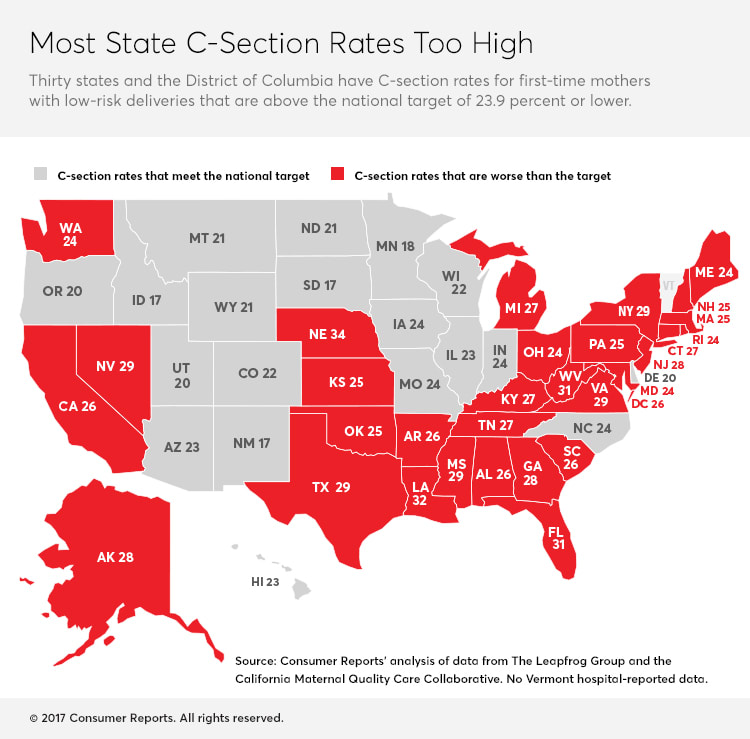 Most State C-Section Rates Too High
Thirty states and the District of Columbia have C-section rates for first-time mothers
with low-risk deliveries that are above the national target of 23.9 percent or lower.
C-section rates that meet the national target
C-section rates that are worse than the target
WA
24
MT 21
ND 21
MN 18
OR 20
ID 17
WY 21
SD 17
WI
22
MI 27
VT
ME 24
NY 29
NH 25
MA 25
RI 24
CT 27
NJ 28
DE 20
MD 24
DC 26
NE 34
IA 24
IL 23
IN
24
OH 24
PA 25
NV 29
UT
20
CO 22
KS 25
MO 24
KY 27
WV
31
VA
29
CA 26
AZ 23
NM 17
OK 25
AR 26
TN 27
NC 24
SC
26
TX 29
LA
32
MS
29
AL 26
GA
28
FL
31
AK 28
HI 23
Source: Consumer Reports' analysis of data from The Leapfrog Group and the
California Maternal Quality Care Collaborative. No Vermont hospital-reported data.
© 2017 Consumer Reports. All rights reserved.